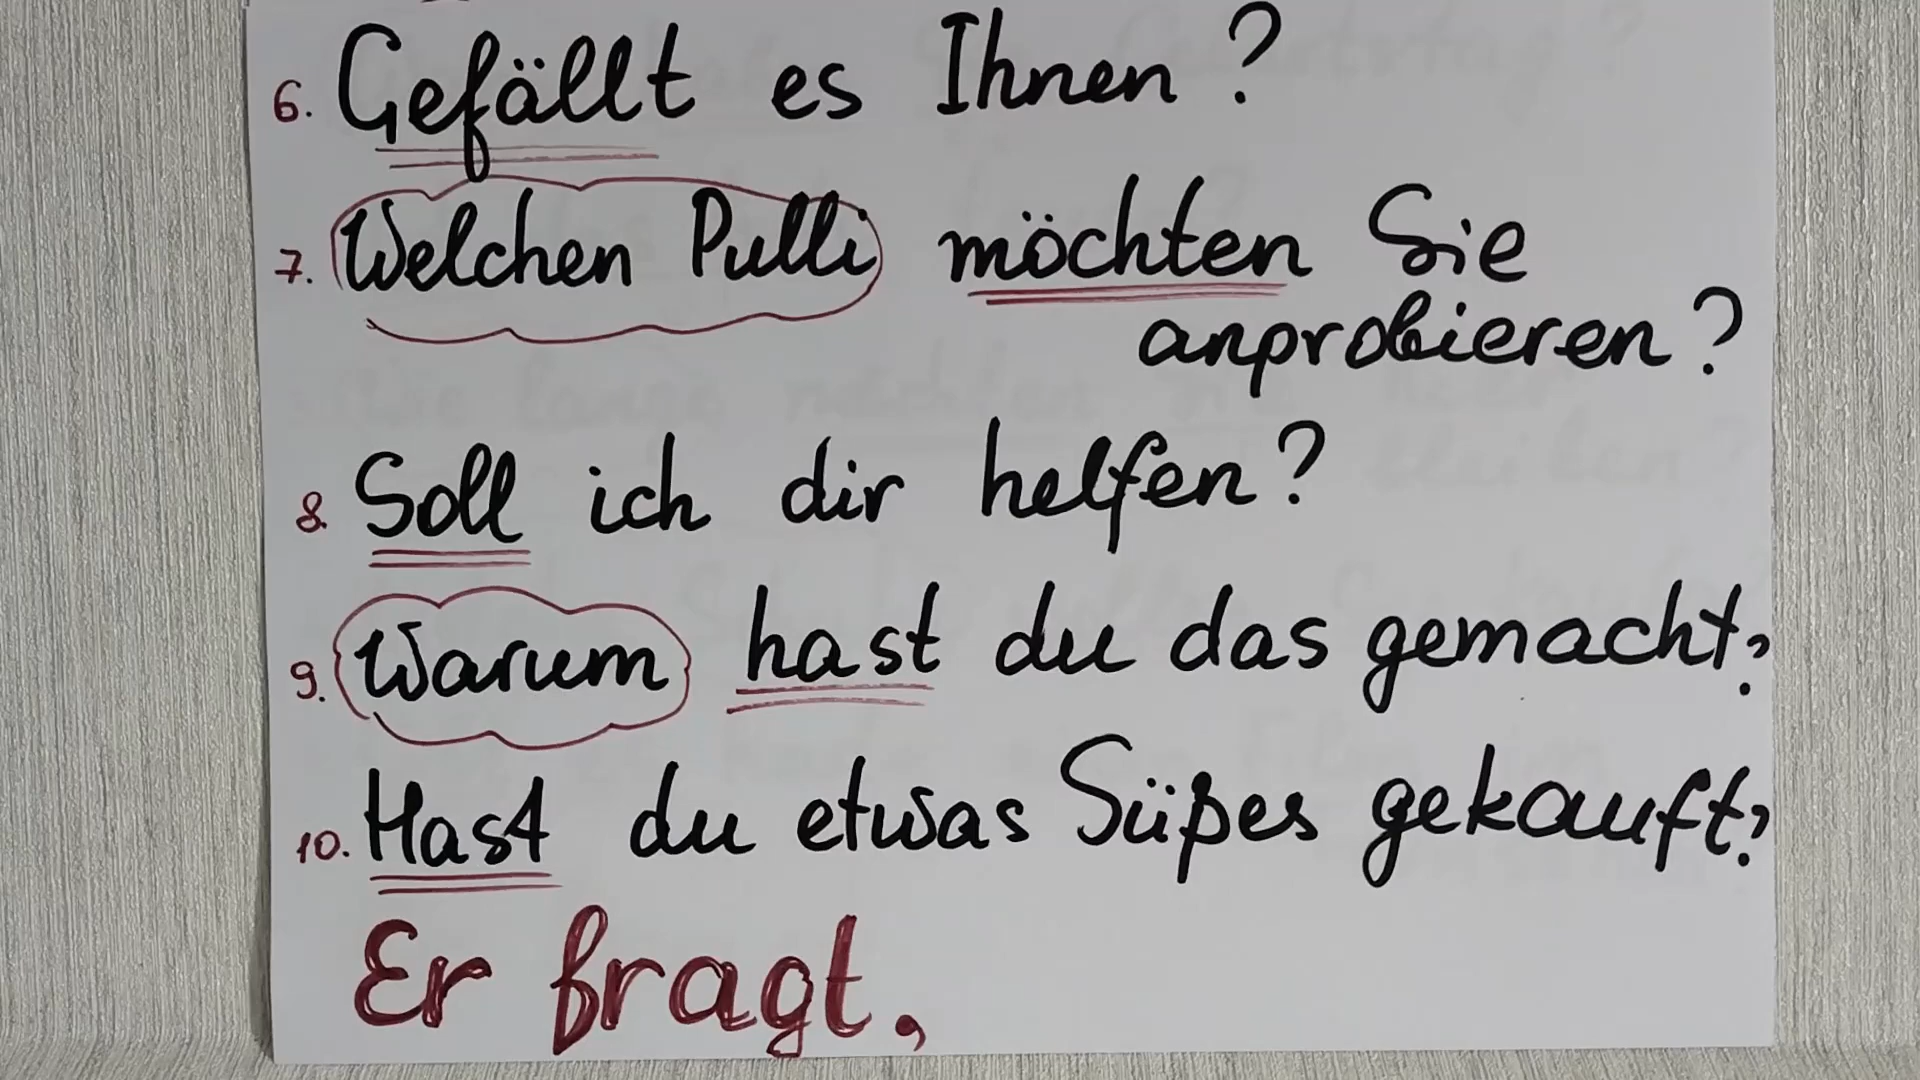 6. Gefällt es Ihnen?
7. Welchen Pulli möchten Sie
anprobieren?
8. Soll ich dir helfen?
9. Warum hast du das gemacht?
10. Hast du etwas Süßes gekauft?
Er fragt,